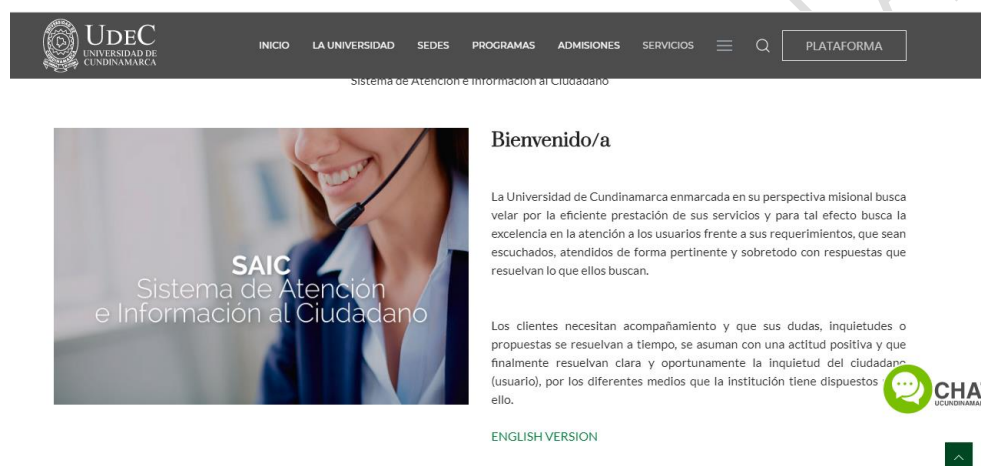 UDEC
UNIVERSIDAD DE
CUNDINAMARCA
INICIO LA UNIVERSIDAD SEDES PROGRAMAS ADMISIONES SERVICIOS PLATAFORMA
Sistema de Atención e Información al Ciudadano
SAIC
Sistema de Atención
e Información al Ciudadano
Bienvenido/a
La Universidad de Cundinamarca enmarcada en su perspectiva misional busca
velar por la eficiente prestación de sus servicios y para tal efecto busca la
excelencia en la atención a los usuarios frente a sus requerimientos, que sean
escuchados, atendidos de forma pertinente y sobretodo con respuestas que
resuelvan lo que ellos buscan.
Los clientes necesitan acompañamiento y que sus dudas, inquietudes o
propuestas se resuelvan a tiempo, se asuman con una actitud positiva y que
finalmente resuelvan clara y oportunamente la inquietud del ciudadano
(usuario), por los diferentes medios que la institución tiene dispuestos
ello.
ENGLISH VERSION